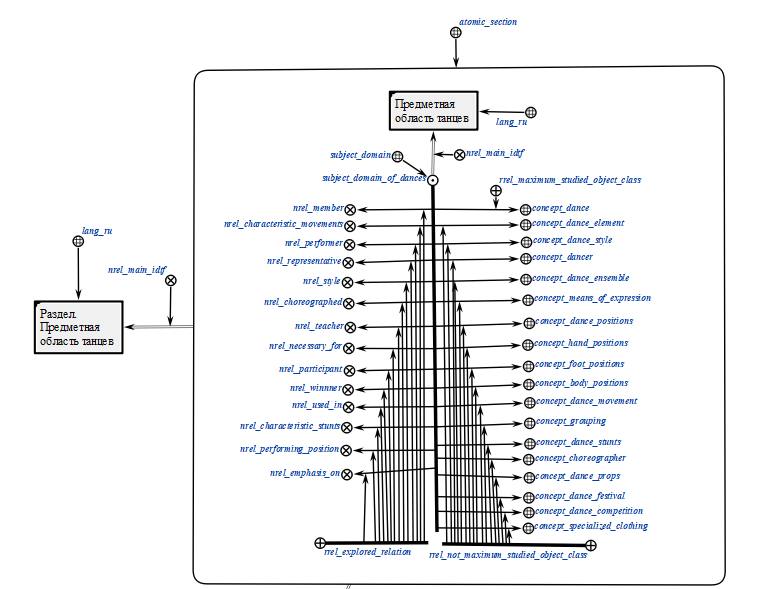 atomic_section
Предметная
область танцев
lang_ru
subject_domain
nrel_main_idtf
subject_domain_of_dances
rrel_maximum_studied_object_class
nrel_member
concept_dance
nrel_characteristic_movements
concept_dance_element
lang_ru
nrel_performer
concept_dance_style
nrel_representative
concept_dancer
nrel_main_idtf
nrel_style
concept_dance_ensemble
nrel_choreographed
concept_means_of_expression
Раздел.
Предметная
область танцев
nrel_teacher
concept_dance_positions
nrel_necessary_for
concept_hand_positions
nrel_participant
concept_foot_positions
nrel_winnner
concept_body_positions
nrel_used_in
concept_dance_movement
nrel_characteristic_stunts
concept_grouping
nrel_performing_position
concept_dance_stunts
concept_choreographer
nrel_emphasis_on
concept_dance_props
concept_dance_festival
concept_dance_competition
concept_specialized_clothing
rrel_explored_relation
rrel_not_maximum_studied_object_class
//